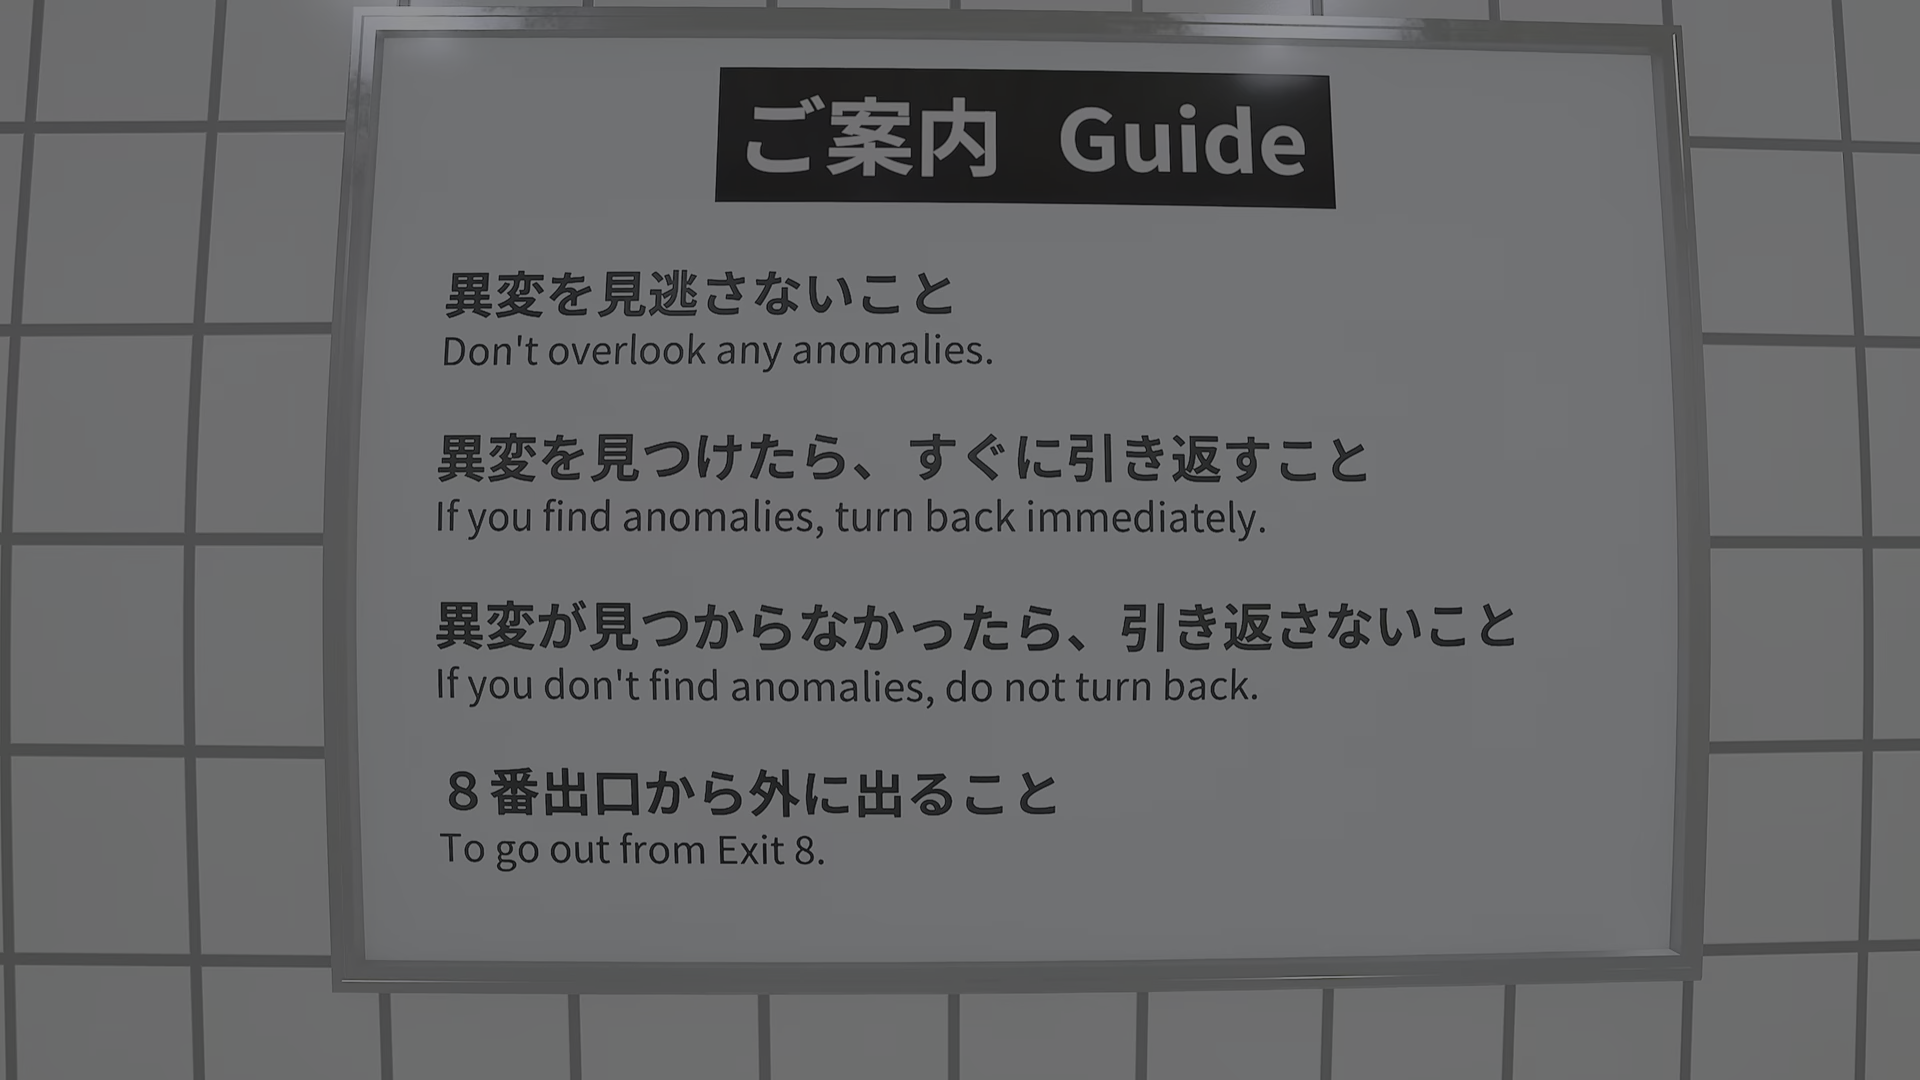 ご案内 Guide
異変を見逃さないこと
Don't overlook any anomalies.
異変を見つけたら、すぐに引き返すこと
If you find anomalies, turn back immediately.
異変が見つからなかったら、引き返さないこと
If you don't find anomalies, do not turn back.
８番出口から外に出ること
To go out from Exit 8.